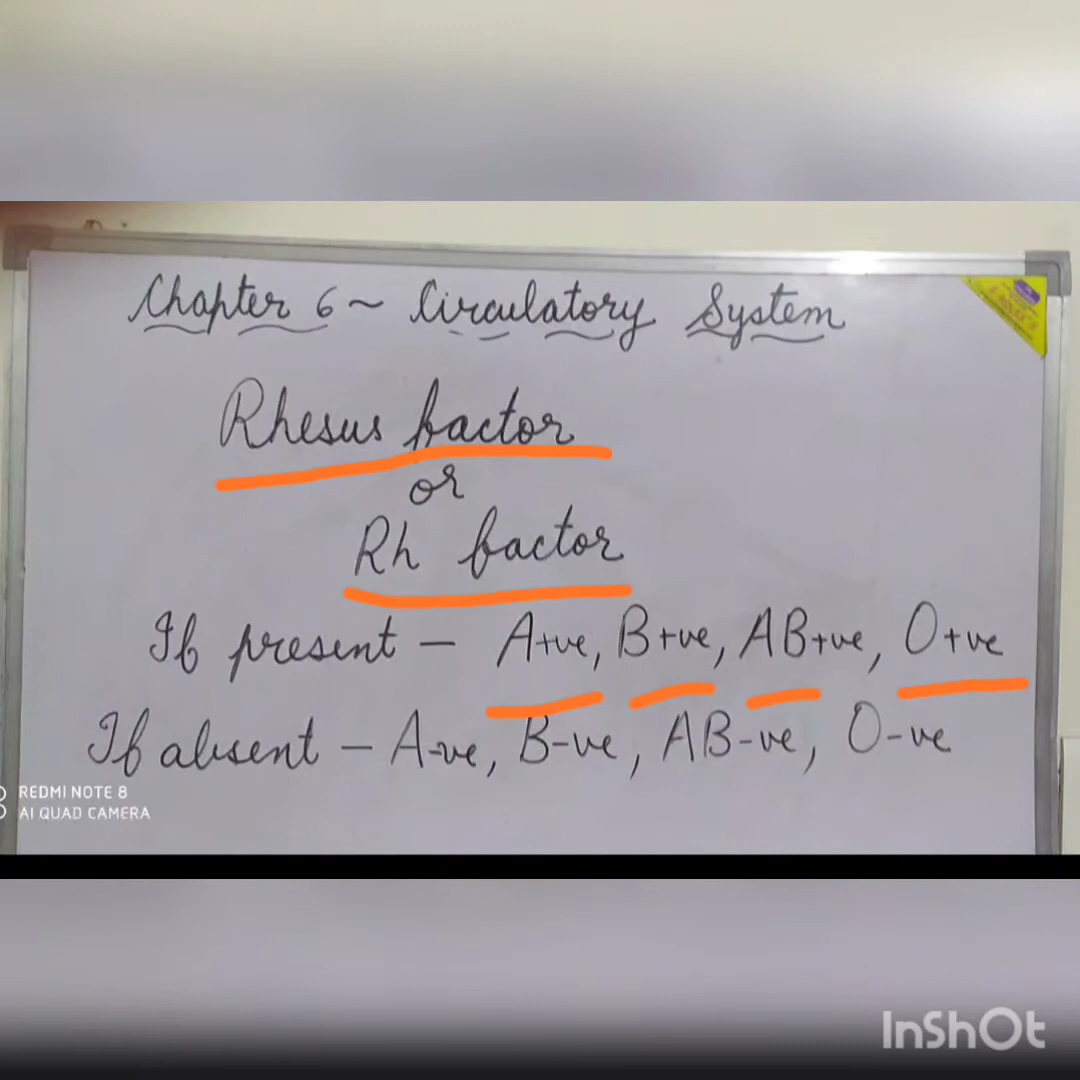 Chapter 6 ~ Circulatory System
Rhesus factor
or
Rh factor
If present - A+ve, B+ve, AB+ve, O+ve
If absent - A-ve, B-ve, AB-ve, O-ve
REDMI NOTE 8
AI QUAD CAMERA
InShOt